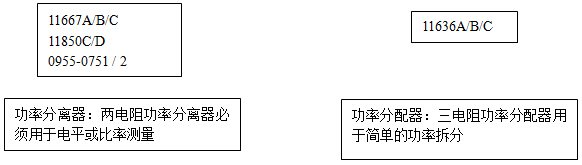 11667A/B/C
11850C/D
0955-0751 / 2
11636A/B/C
功率分离器：两电阻功率分离器必
须用于电平或比率测量
功率分配器：三电阻功率分配器用
于简单的功率拆分